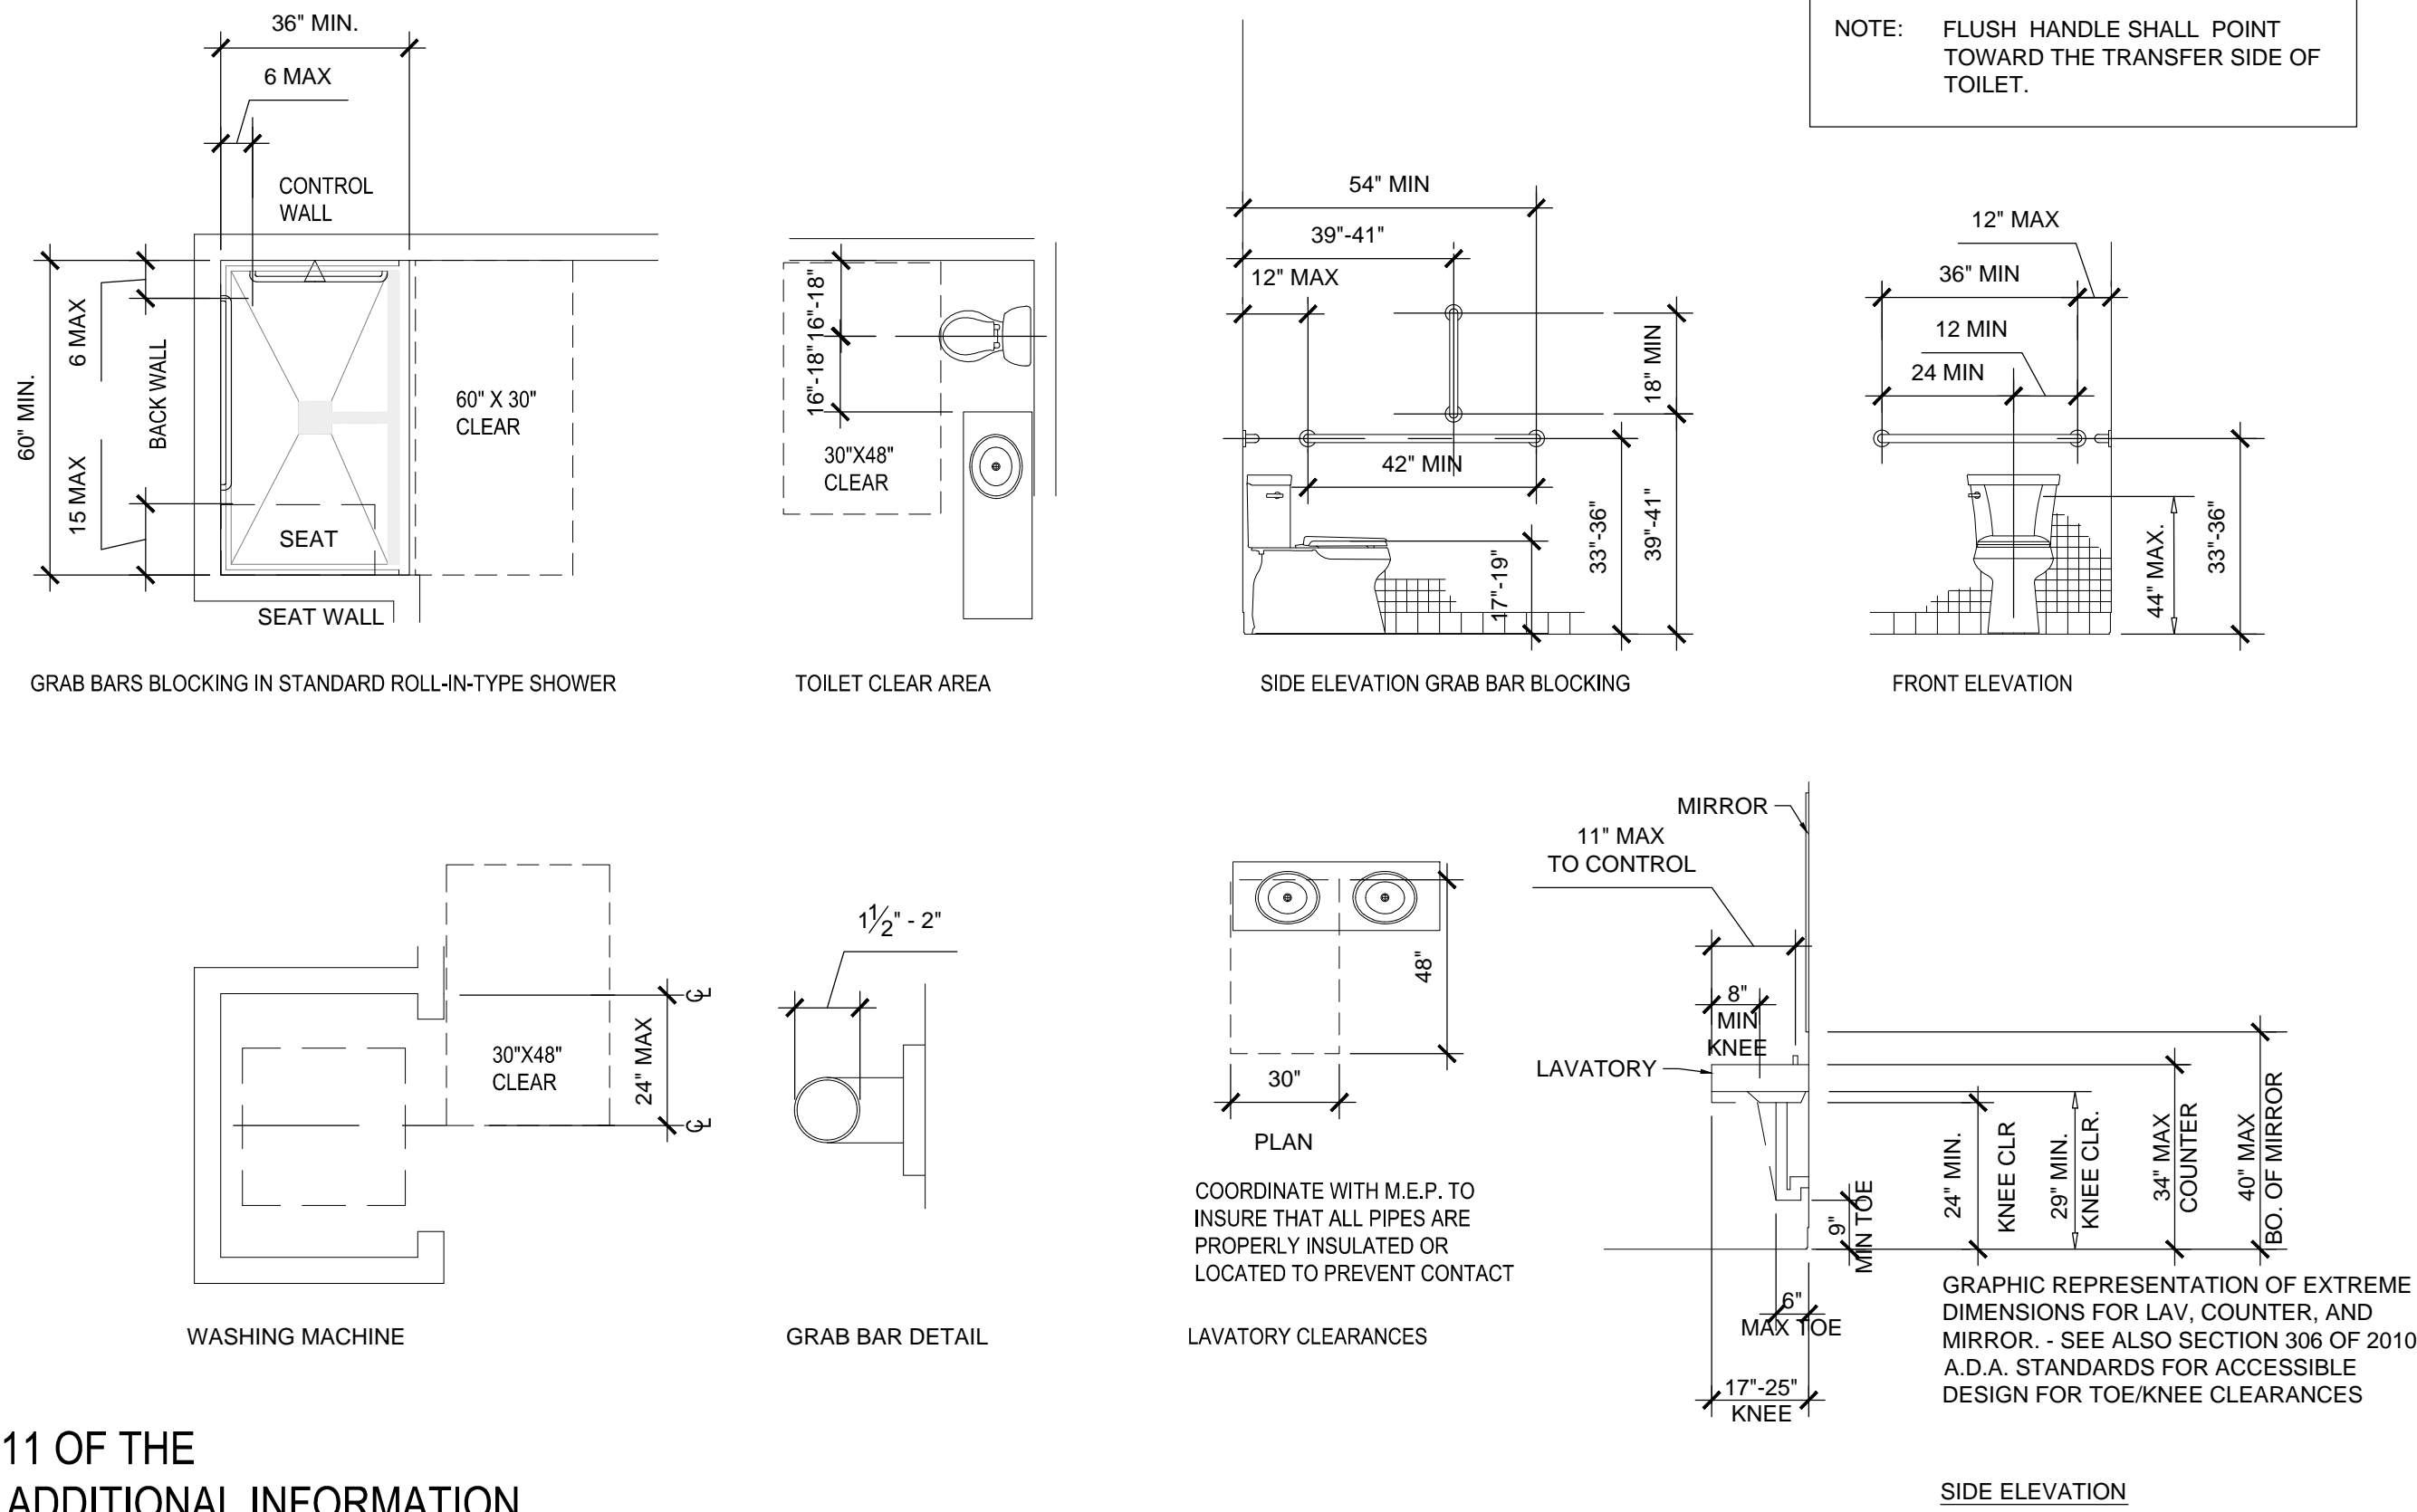 36" MIN.
6 MAX
CONTROL
WALL
60" MIN.
6 MAX
15 MAX
BACK WALL
60" X 30"
CLEAR
SEAT
SEAT WALL
GRAB BARS BLOCKING IN STANDARD ROLL-IN-TYPE SHOWER
16"-18"
16"-18"
30"X48"
CLEAR
TOILET CLEAR AREA
54" MIN
39"-41"
12" MAX
42" MIN
18" MIN
17"-19"
33"-36"
39"-41"
SIDE ELEVATION GRAB BAR BLOCKING
NOTE: FLUSH HANDLE SHALL POINT
TOWARD THE TRANSFER SIDE OF
TOILET.
12" MAX
36" MIN
12 MIN
24 MIN
44" MAX.
33"-36"
FRONT ELEVATION
30"X48"
CLEAR
24" MAX
CL
CL
WASHING MACHINE
1 1/2" - 2"
GRAB BAR DETAIL
48"
30"
PLAN
COORDINATE WITH M.E.P. TO
INSURE THAT ALL PIPES ARE
PROPERLY INSULATED OR
LOCATED TO PREVENT CONTACT
LAVATORY CLEARANCES
MIRROR
11" MAX
TO CONTROL
8"
MIN
KNEE
LAVATORY
9"
MIN TOE
6"
MAX TOE
17"-25"
KNEE
24" MIN.
KNEE CLR
29" MIN.
KNEE CLR.
34" MAX
COUNTER
40" MAX
BO. OF MIRROR
GRAPHIC REPRESENTATION OF EXTREME
DIMENSIONS FOR LAV, COUNTER, AND
MIRROR. - SEE ALSO SECTION 306 OF 2010
A.D.A. STANDARDS FOR ACCESSIBLE
DESIGN FOR TOE/KNEE CLEARANCES
SIDE ELEVATION
11 OF THE
ADDITIONAL INFORMATION